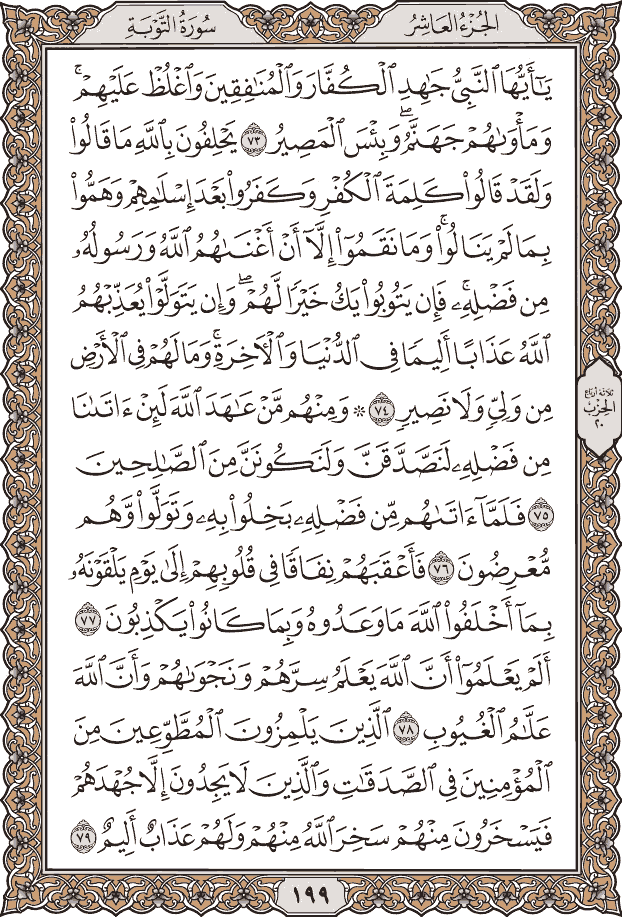 سُورَةُ التَّوْبَةِ
الجُزْءُ العَاشِرُ
يَٰٓأَيُّهَا ٱلنَّبِيُّ جَٰهِدِ ٱلْكُفَّارَ وَٱلْمُنَٰفِقِينَ وَٱغْلُظْ عَلَيْهِمْۚ
وَمَأْوَىٰهُمْ جَهَنَّمُۖ وَبِئْسَ ٱلْمَصِيرُ ٧٣ يَحْلِفُونَ بِٱللَّهِ مَا قَالُوا۟
وَلَقَدْ قَالُوا۟ كَلِمَةَ ٱلْكُفْرِ وَكَفَرُوا۟ بَعْدَ إِسْلَٰمِهِمْ وَهَمُّوا۟
بِمَا لَمْ يَنَالُوا۟ۚ وَمَا نَقَمُوٓا۟ إِلَّآ أَنْ أَغْنَىٰهُمُ ٱللَّهُ وَرَسُولُهُۥ
مِن فَضْلِهِۦۚ فَإِن يَتُوبُوا۟ يَكُ خَيْرًا لَّهُمْۖ وَإِن يَتَوَلَّوْا۟ يُعَذِّبْهُمُ
ٱللَّهُ عَذَابًا أَلِيمًا فِي ٱلدُّنْيَا وَٱلْءَاخِرَةِۚ وَمَا لَهُمْ فِي ٱلْأَرْضِ
مِن وَلِيٍّ وَلَا نَصِيرٍ ٧٤ ۞ وَمِنْهُم مَّنْ عَٰهَدَ ٱللَّهَ لَئِنْ ءَاتَىٰنَا
مِن فَضْلِهِۦ لَنَصَّدَّقَنَّ وَلَنَكُونَنَّ مِنَ ٱلصَّٰلِحِينَ
٧٥ فَلَمَّآ ءَاتَىٰهُم مِّن فَضْلِهِۦ بَخِلُوا۟ بِهِۦ وَتَوَلَّوا۟ وَّهُم
مُّعْرِضُونَ ٧٦ فَأَعْقَبَهُمْ نِفَاقًا فِي قُلُوبِهِمْ إِلَىٰ يَوْمِ يَلْقَوْنَهُۥ
بِمَآ أَخْلَفُوا۟ ٱللَّهَ مَا وَعَدُوهُ وَبِمَا كَانُوا۟ يَكْذِبُونَ ٧٧
أَلَمْ يَعْلَمُوٓا۟ أَنَّ ٱللَّهَ يَعْلَمُ سِرَّهُمْ وَنَجْوَىٰهُمْ وَأَنَّ ٱللَّهَ
عَلَّٰمُ ٱلْغُيُوبِ ٧٨ ٱلَّذِينَ يَلْمِزُونَ ٱلْمُطَّوِّعِينَ مِنَ
ٱلْمُؤْمِنِينَ فِي ٱلصَّدَقَٰتِ وَٱلَّذِينَ لَا يَجِدُونَ إِلَّا جُهْدَهُمْ
فَيَسْخَرُونَ مِنْهُمْ سَخِرَ ٱللَّهُ مِنْهُمْ وَلَهُمْ عَذَابٌ أَلِيمٌ ٧٩
ثلاثة أرباع
الحزب
٢٠
١٩٩